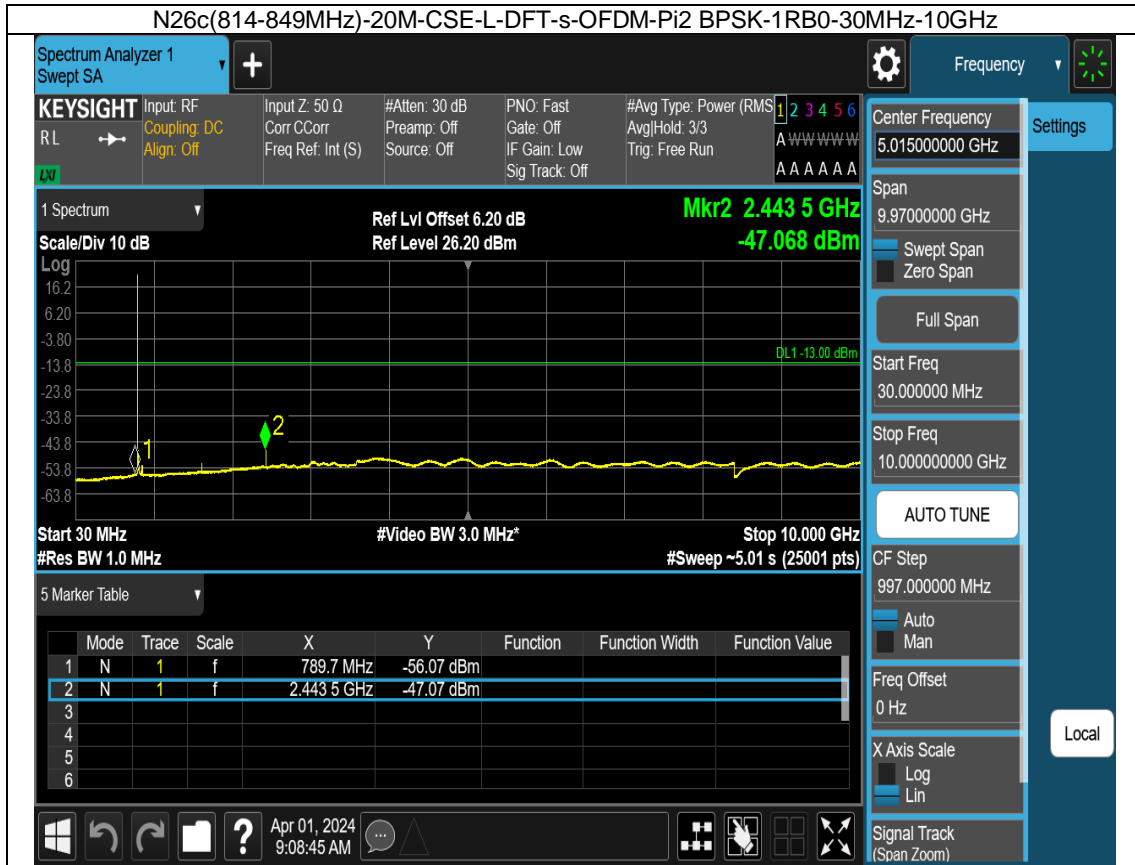 N26c(814-849MHz)-20M-CSE-L-DFT-s-OFDM-Pi2 BPSK-1RB0-30MHz-10GHz
Spectrum Analyzer 1
Swept SA
+
Frequency
KEYSIGHT
R L
LXI
Input: RF
Coupling: DC
Align: Off
Input Z: 50 Ω
Corr CCorr
Freq Ref: Int (S)
#Atten: 30 dB
Preamp: Off
Source: Off
PNO: Fast
Gate: Off
IF Gain: Low
Sig Track: Off
#Avg Type: Power (RMS
Avg|Hold: 3/3
Trig: Free Run
1 2 3 4 5 6
A W W W W W
A A A A A A
1 Spectrum
Scale/Div 10 dB
Ref Lvl Offset 6.20 dB
Ref Level 26.20 dBm
Mkr2 2.443 5 GHz
-47.068 dBm
Log
16.2
6.20
-3.80
-13.8
-23.8
-33.8
-43.8
-53.8
-63.8
DL1 -13.00 dBm
1
2
Start 30 MHz
#Video BW 3.0 MHz*
Stop 10.000 GHz
#Res BW 1.0 MHz
#Sweep ~5.01 s (25001 pts)
5 Marker Table
Mode Trace Scale X Y Function Function Width Function Value
1 N 1 f 789.7 MHz -56.07 dBm
2 N 1 f 2.443 5 GHz -47.07 dBm
3
4
5
6
Center Frequency
5.015000000 GHz
Settings
Span
9.97000000 GHz
Swept Span
Zero Span
Full Span
Start Freq
30.000000 MHz
Stop Freq
10.000000000 GHz
AUTO TUNE
CF Step
997.000000 MHz
Auto
Man
Freq Offset
0 Hz
X Axis Scale
Log
Lin
Local
Signal Track
(Span Zoom)
?
Apr 01, 2024
9:08:45 AM